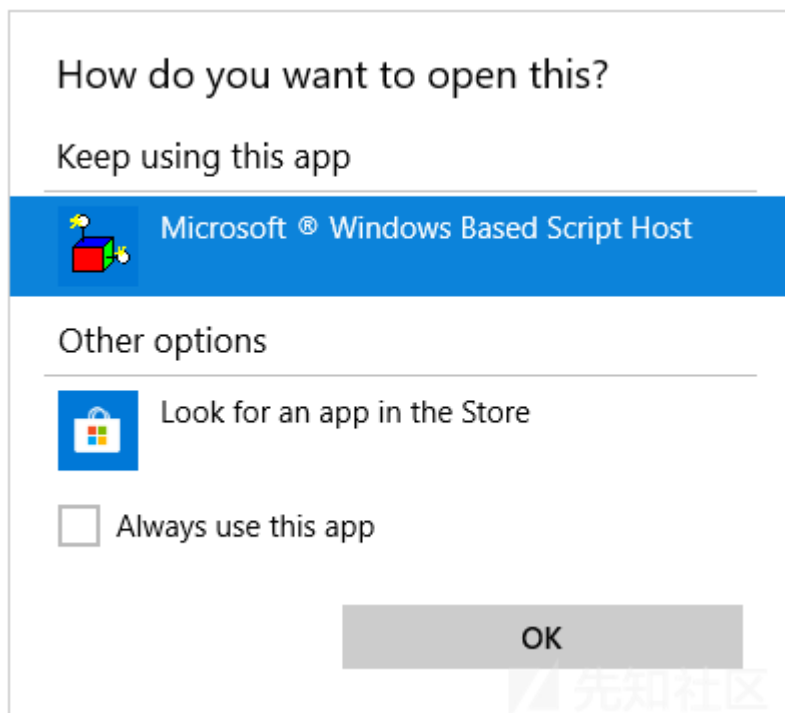 How do you want to open this?
Keep using this app
Microsoft ® Windows Based Script Host
Other options
Look for an app in the Store
Always use this app
OK
先知社区